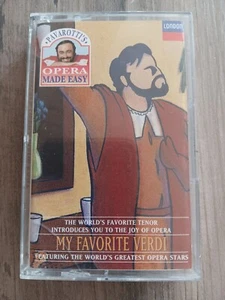 PAVAROTTI'S
OPERA
MADE EASY
LONDON
THE WORLD'S FAVORITE TENOR
INTRODUCES YOU TO THE JOY OF OPERA
MY FAVORITE VERDI
FEATURING THE WORLD'S GREATEST OPERA STARS